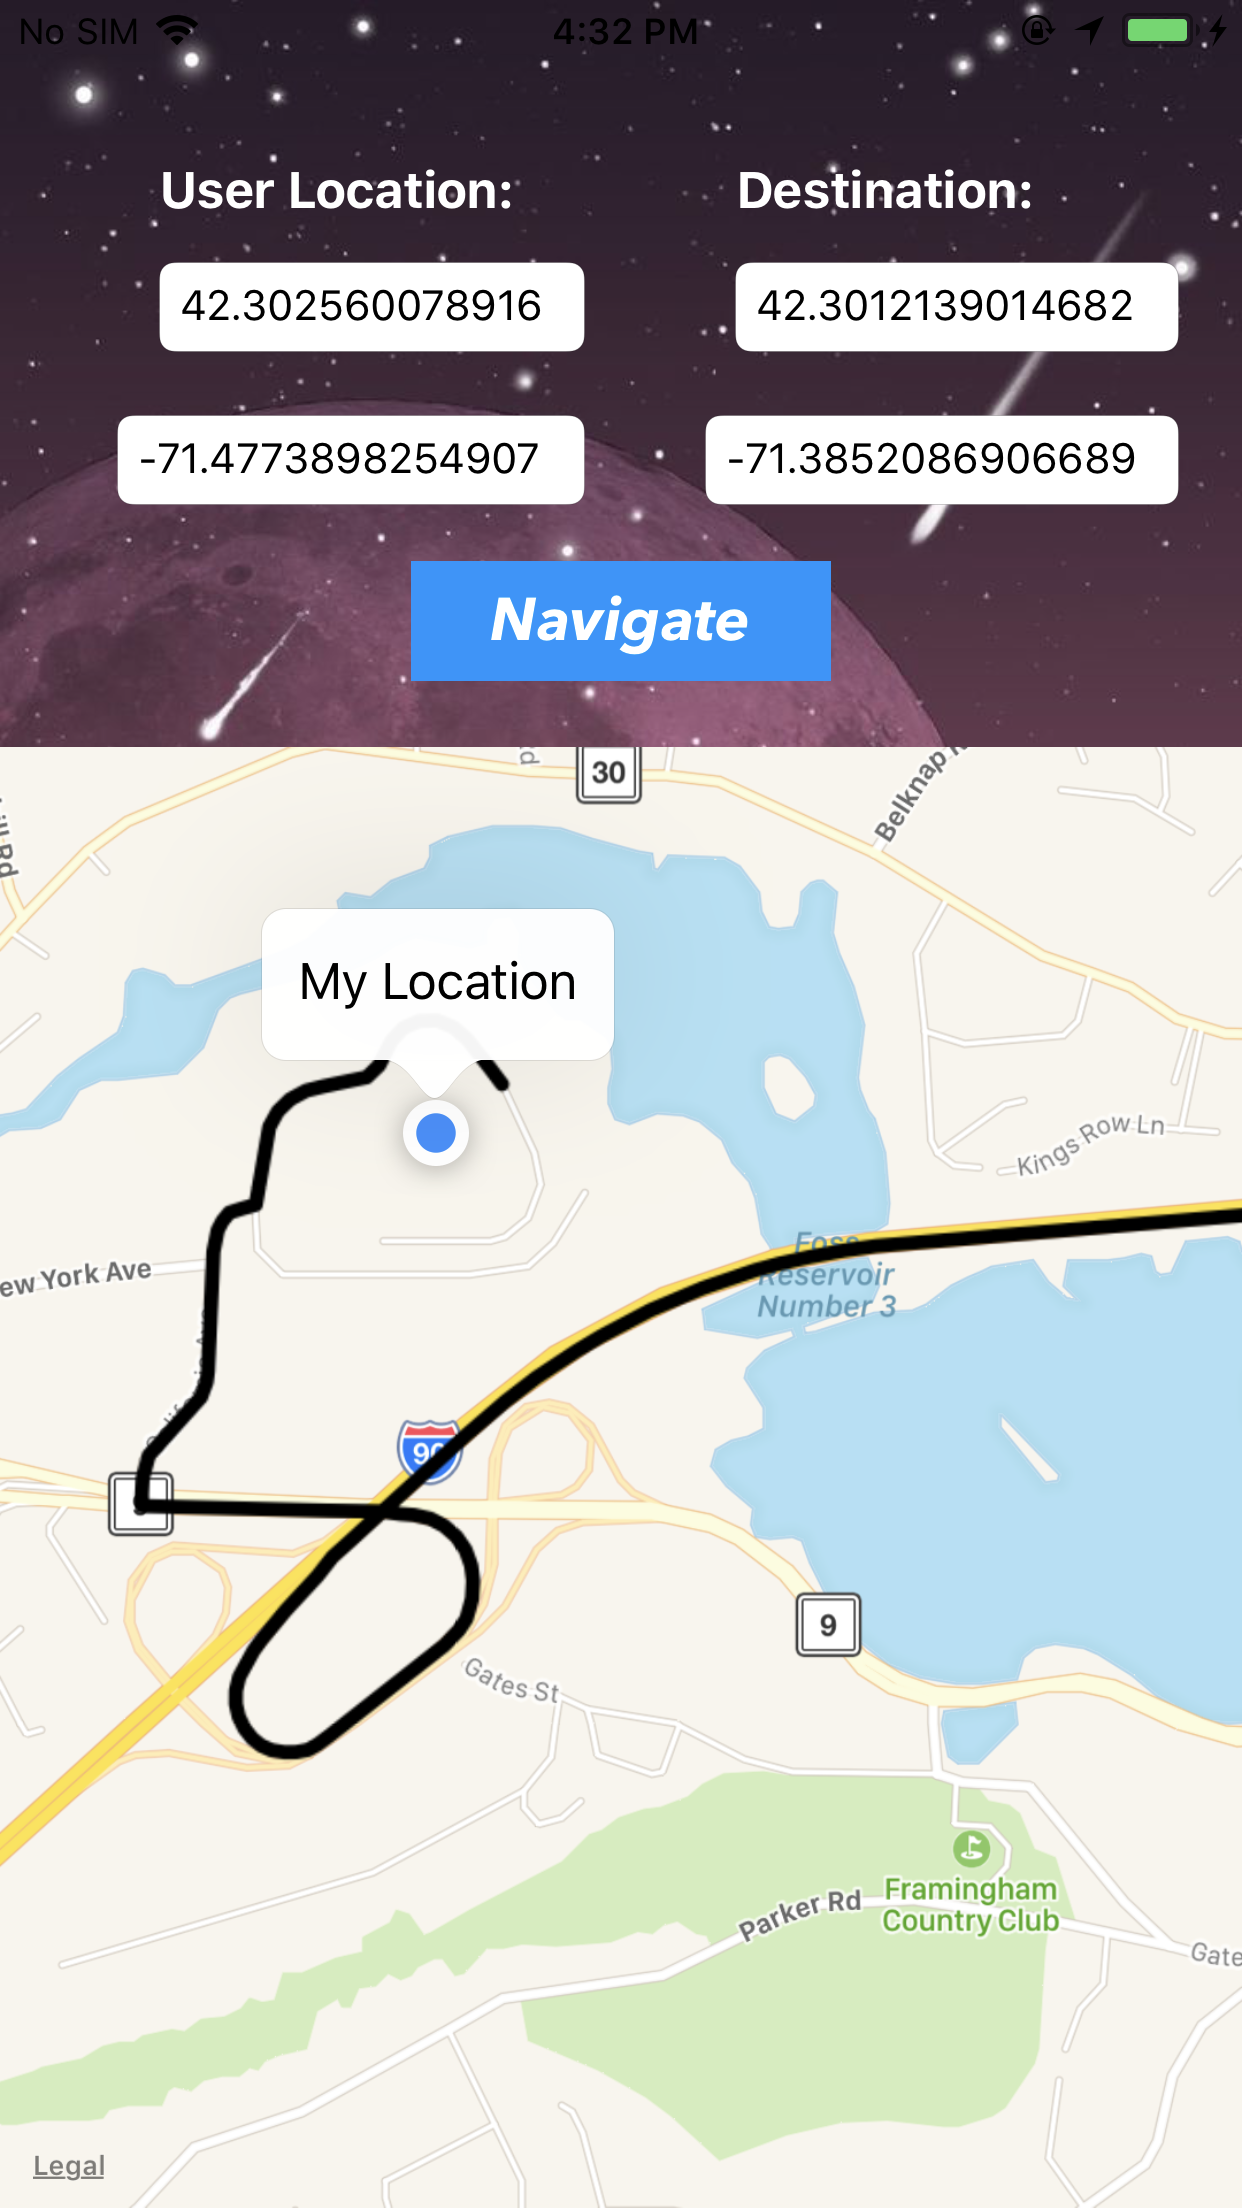 No SIM 4:32 PM
User Location: Destination:
42.302560078916 42.3012139014682
-71.4773898254907 -71.3852086906689
Navigate
30
Belknap
Rd
My Location
Kings Row Ln
Foss
Reservoir
Number 3
ew York Ave
90
9
Gates St
Framingham
Country Club
Parker Rd
Gate
Legal